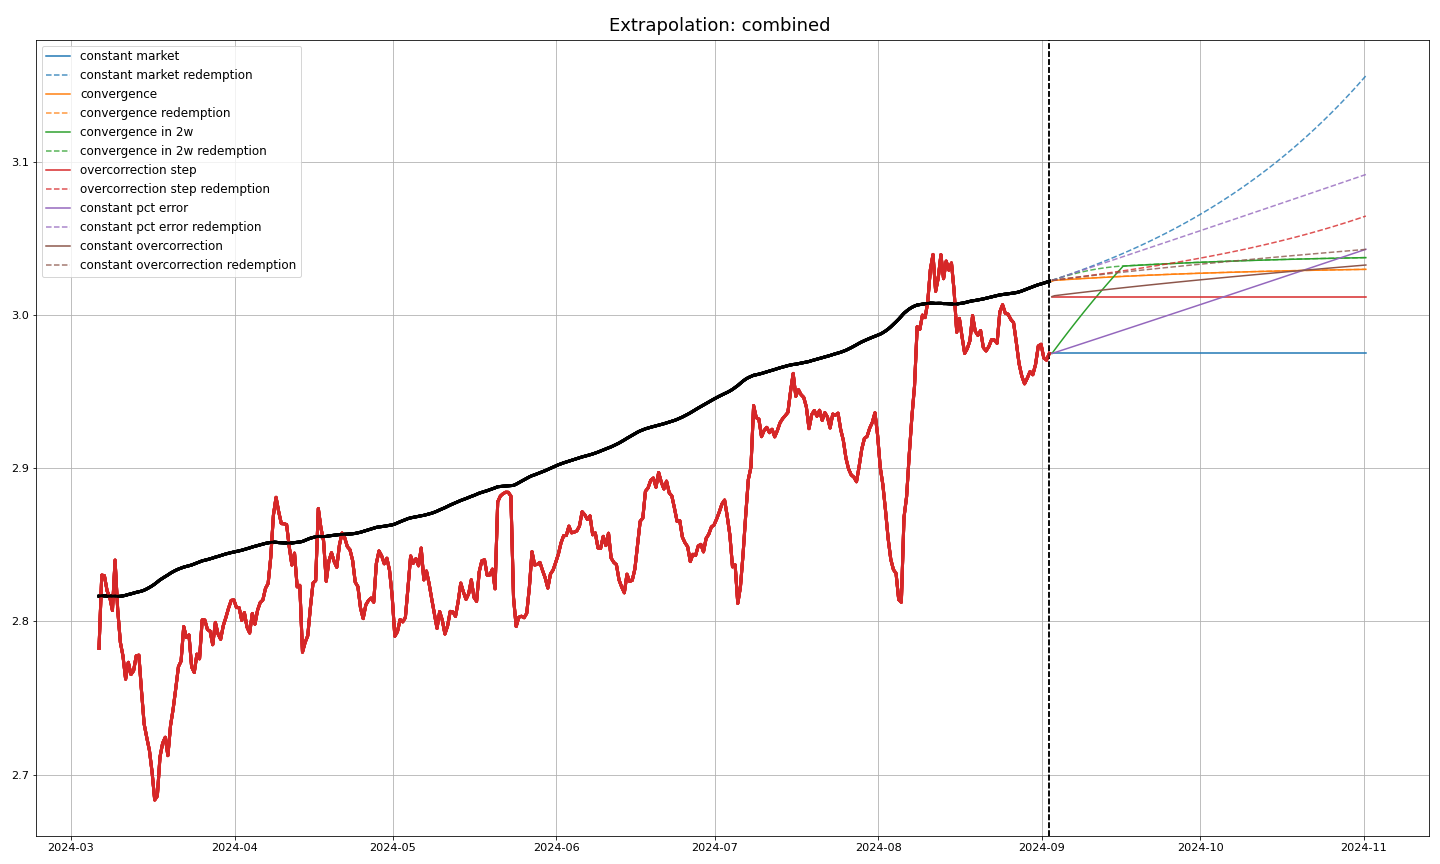 Extrapolation: combined
constant market
constant market redemption
convergence
convergence redemption
convergence in 2w
convergence in 2w redemption
overcorrection step
overcorrection step redemption
constant pct error
constant pct error redemption
constant overcorrection
constant overcorrection redemption
3.1
3.0
2.9
2.8
2.7
2024-03 2024-04 2024-05 2024-06 2024-07 2024-08 2024-09 2024-10 2024-11